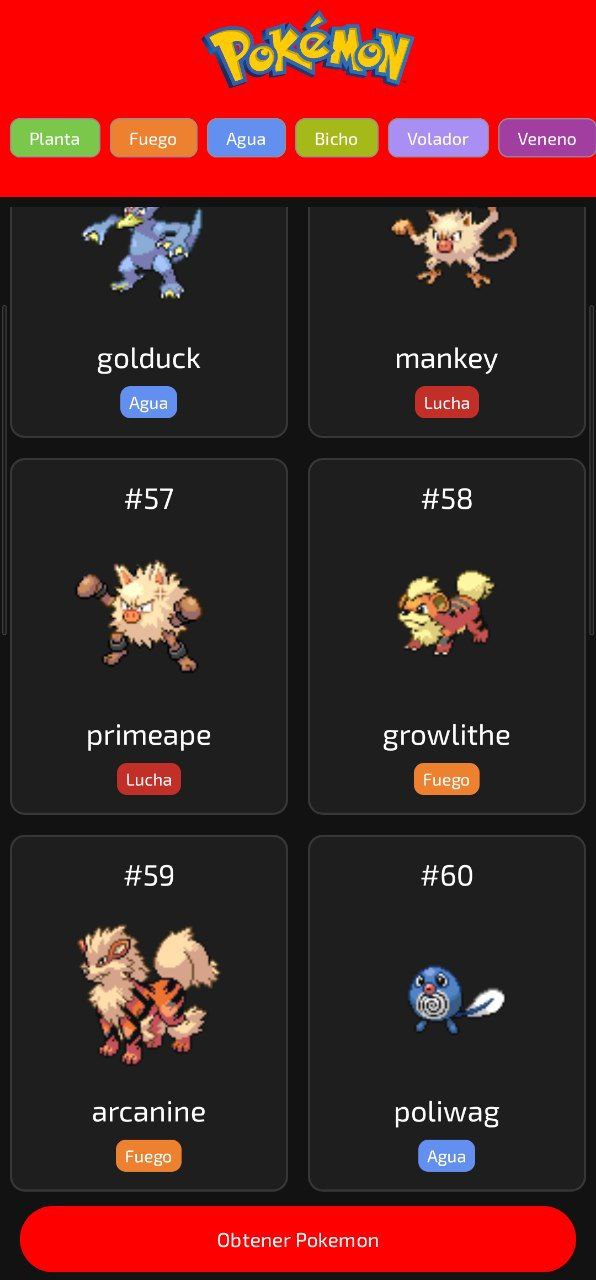 POKéMON
Planta Fuego Agua Bicho Volador Veneno
golduck mankey
Agua Lucha
#57 #58
primeape growlithe
Lucha Fuego
#59 #60
arcanine poliwag
Fuego Agua
Obtener Pokemon